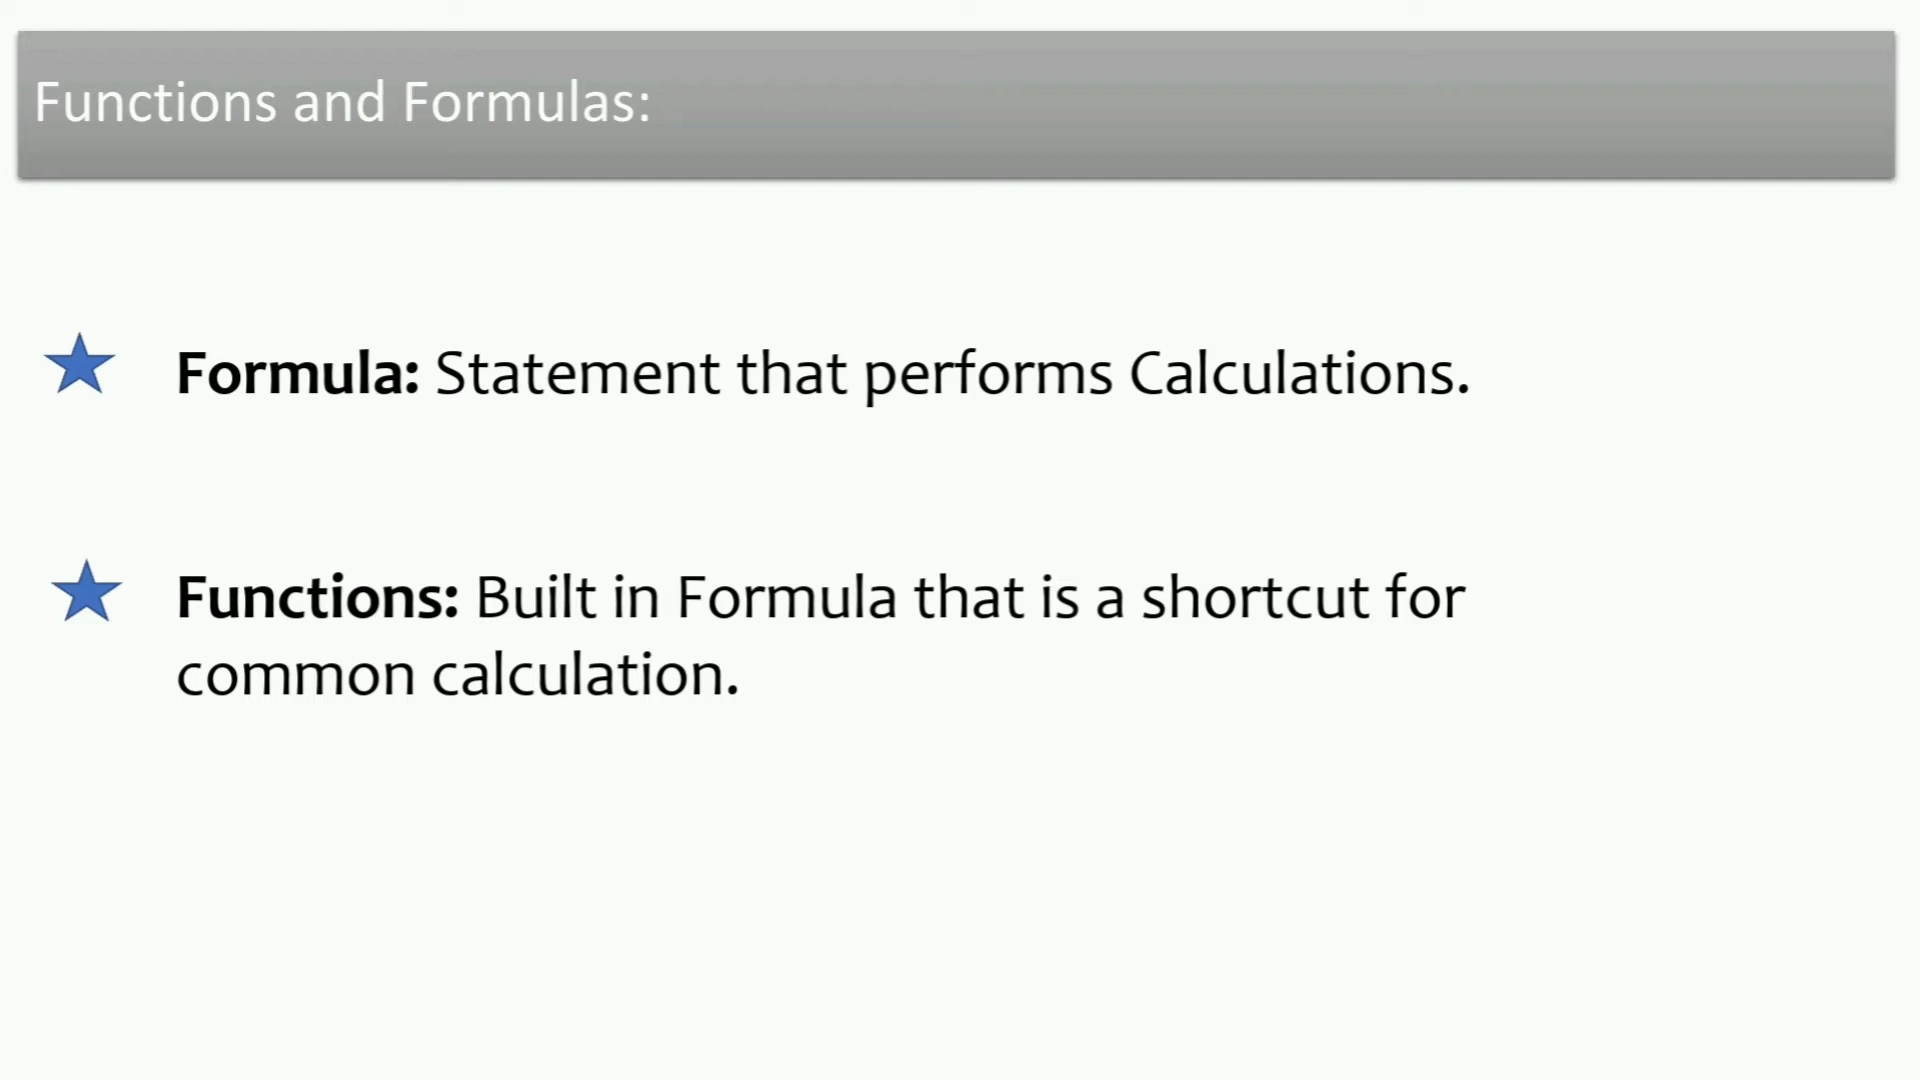 Functions and Formulas:
Formula: Statement that performs Calculations.
Functions: Built in Formula that is a shortcut for
common calculation.